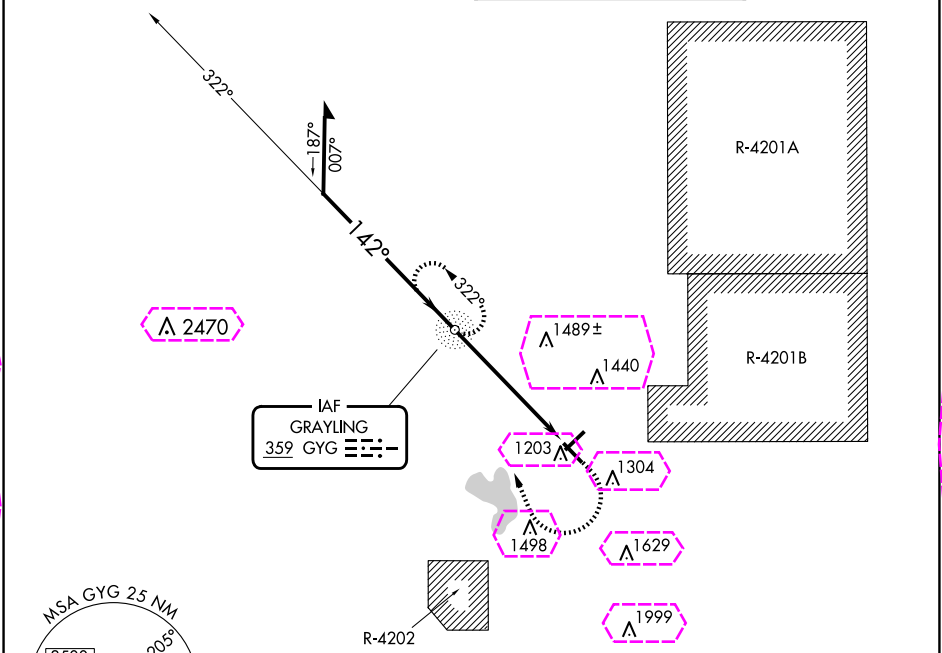 322°
187°
007°
142°
322°
R-4201A
2470
1489±
1440
R-4201B
IAF
GRAYLING
359 GYG
1203
1304
1498
1629
1999
R-4202
MSA GYG 25 NM
205°